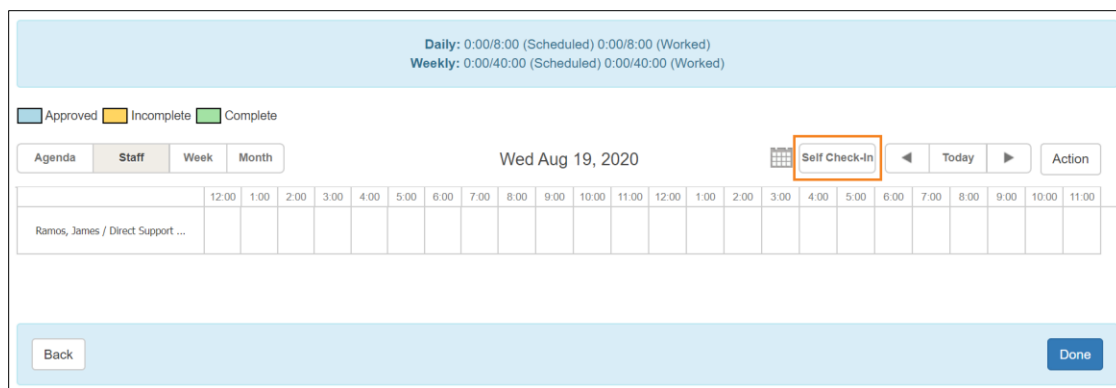 Daily: 0:00/8:00 (Scheduled) 0:00/8:00 (Worked)
Weekly: 0:00/40:00 (Scheduled) 0:00/40:00 (Worked)
Approved Incomplete Complete
Agenda Staff Week Month Wed Aug 19, 2020 Self Check-In ◀ Today ▶ Action
12:00 1:00 2:00 3:00 4:00 5:00 6:00 7:00 8:00 9:00 10:00 11:00 12:00 1:00 2:00 3:00 4:00 5:00 6:00 7:00 8:00 9:00 10:00 11:00
Ramos, James / Direct Support ...
Back Done